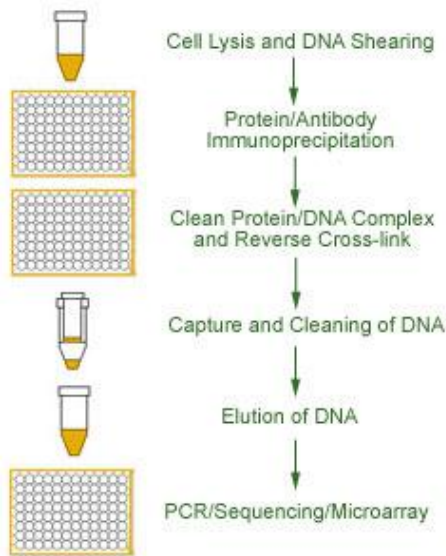 Cell Lysis and DNA Shearing
Protein/Antibody
Immunoprecipitation
Clean Protein/DNA Complex
and Reverse Cross-link
Capture and Cleaning of DNA
Elution of DNA
PCR/Sequencing/Microarray